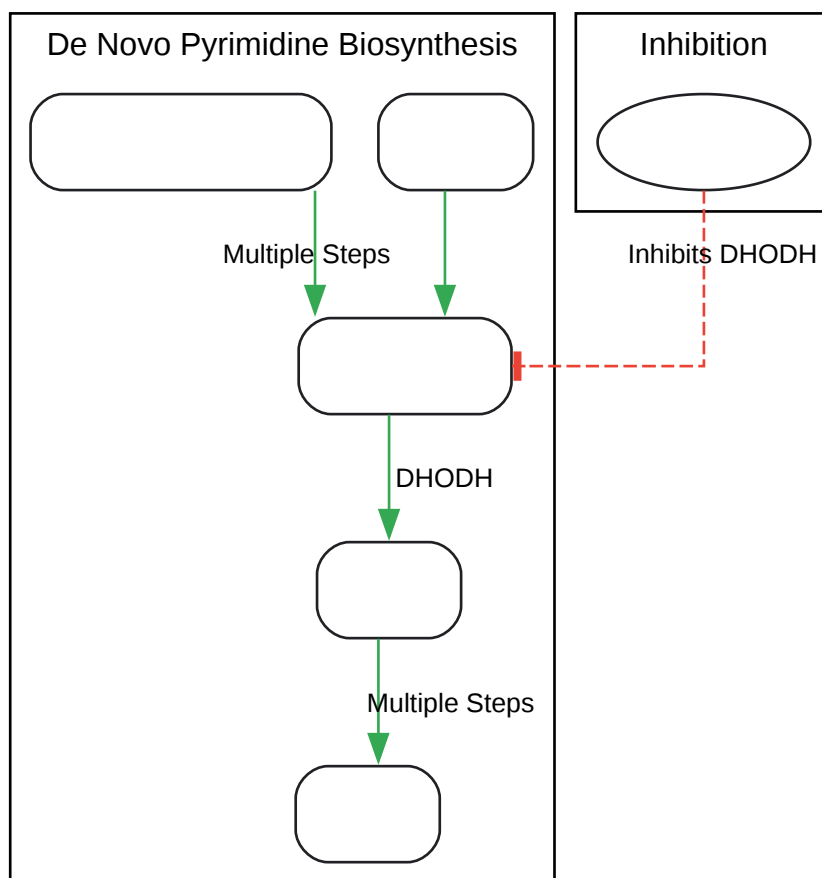 De Novo Pyrimidine Biosynthesis
Inhibition
Multiple Steps
Inhibits DHODH
DHODH
Multiple Steps